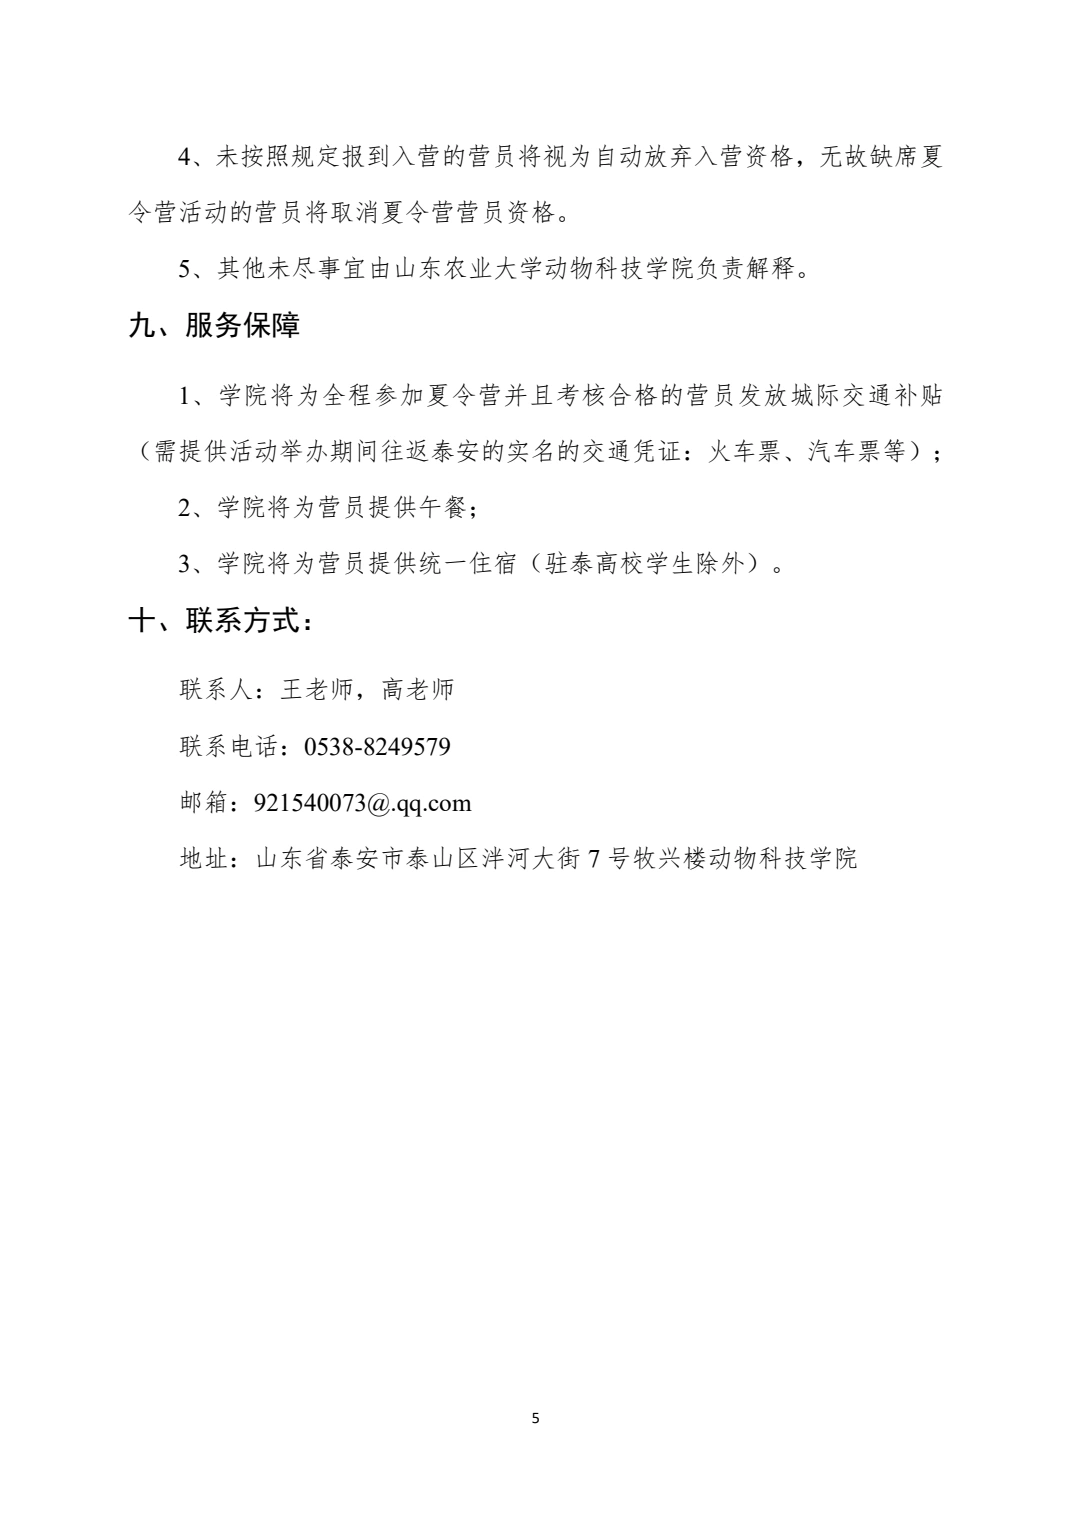 4、未按照规定报到入营的营员将视为自动放弃入营资格，无故缺席夏
令营活动的营员将取消夏令营营员资格。
5、其他未尽事宜由山东农业大学动物科技学院负责解释。
九、服务保障
1、学院将为全程参加夏令营并且考核合格的营员发放城际交通补贴
（需提供活动举办期间往返泰安的实名的交通凭证：火车票、汽车票等）；
2、学院将为营员提供午餐；
3、学院将为营员提供统一住宿（驻泰高校学生除外）。
十、联系方式：
联系人：王老师，高老师
联系电话：0538-8249579
邮箱：921540073@.qq.com
地址：山东省泰安市泰山区泮河大街 7 号牧兴楼动物科技学院
5